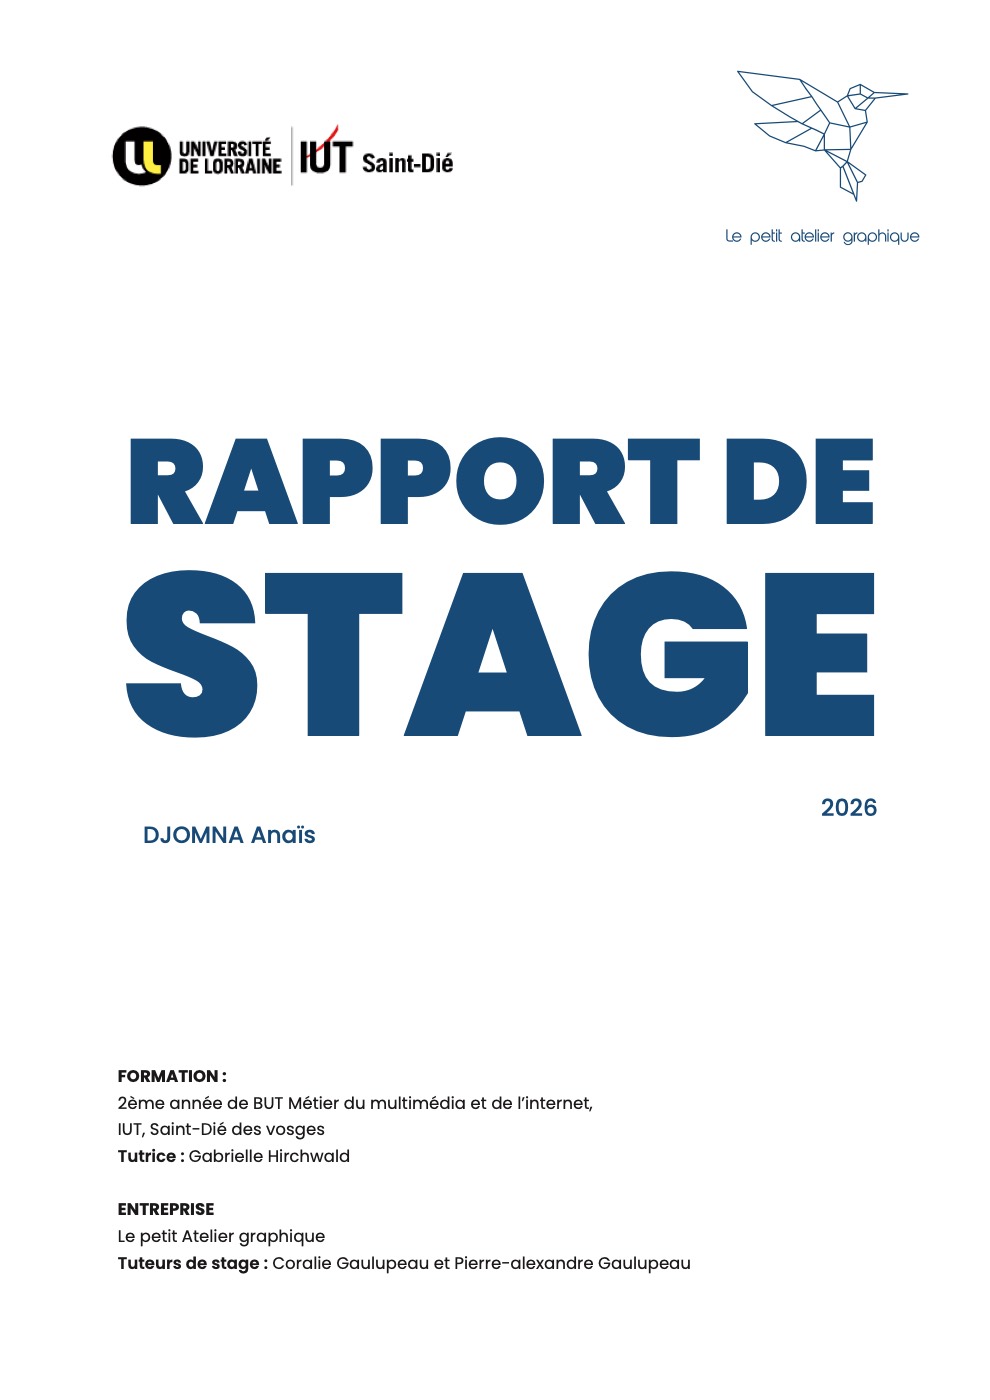 UNIVERSITÉ
DE LORRAINE
IUT Saint-Dié
Le petit atelier graphique
RAPPORT DE
STAGE
2026
DJOMNA Anaïs
FORMATION :
2ème année de BUT Métier du multimédia et de l'internet,
IUT, Saint-Dié des vosges
Tutrice : Gabrielle Hirchwald
ENTREPRISE
Le petit Atelier graphique
Tuteurs de stage : Coralie Gaulupeau et Pierre-alexandre Gaulupeau